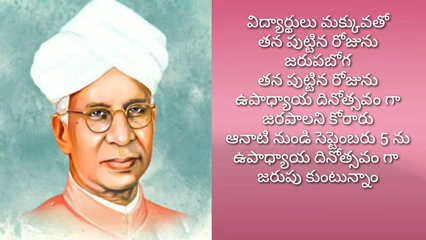 విద్యార్థులు మక్కువతో
తన పుట్టిన రోజును
జరుపబోగ
తన పుట్టిన రోజును
ఉపాధ్యాయ దినోత్సవం గా
జరపాలని కోరారు
ఆనాటి నుండి సెప్టెంబరు 5 ను
ఉపాధ్యాయ దినోత్సవం గా
జరుపు కుంటున్నాం